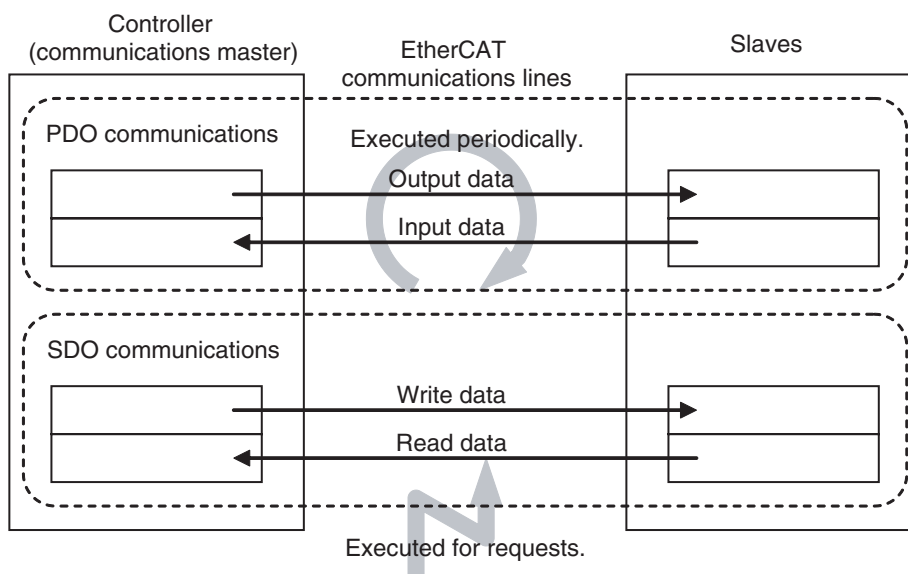 Controller
(communications master)
EtherCAT
communications lines
Slaves
PDO communications
Executed periodically.
Output data
Input data
SDO communications
Write data
Read data
Executed for requests.